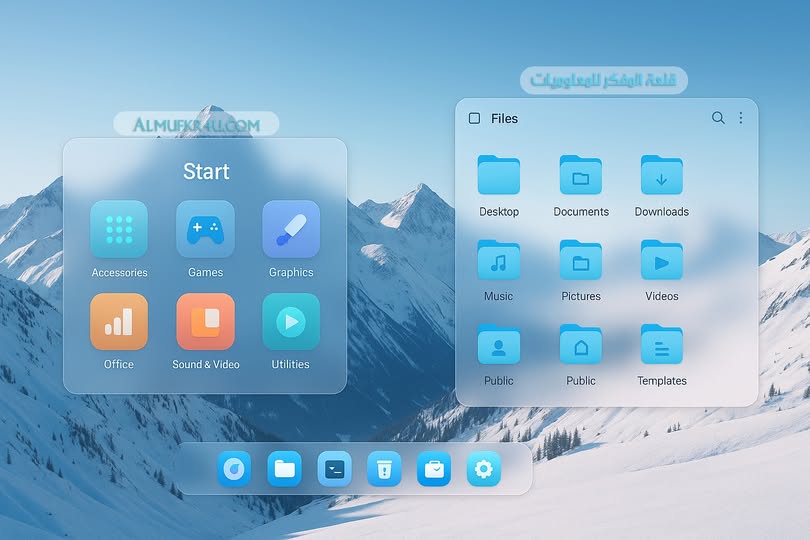 ALMUFKR4U.COM
Start
Accessories
Games
Graphics
Office
Sound & Video
Utilities
قلعة المفكر للمعلوميات
Files
Desktop
Documents
Downloads
Music
Pictures
Videos
Public
Public
Templates